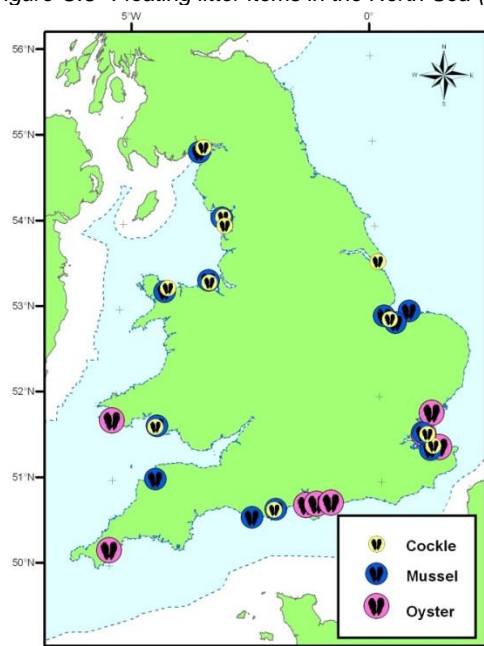 Figure 3.5 Floating litter items in the North Sea (
5°W 0°
56°
55°
54°
53°
52°
51°
50°
N
W E
S
Cockle
Mussel
Oyster